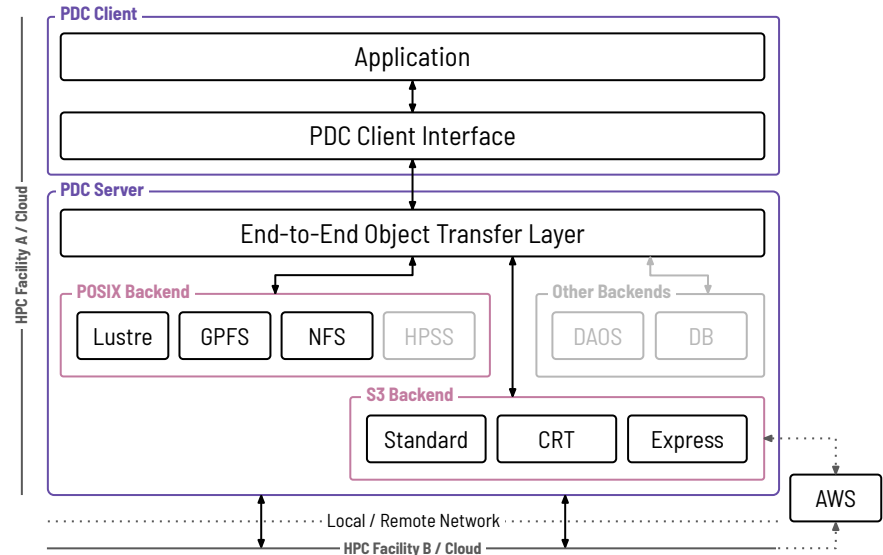 PDC Client
Application
PDC Client Interface
HPC Facility A / Cloud
PDC Server
End-to-End Object Transfer Layer
POSIX Backend
Lustre
GPFS
NFS
HPSS
Other Backends
DAOS
DB
S3 Backend
Standard
CRT
Express
AWS
Local / Remote Network
HPC Facility B / Cloud